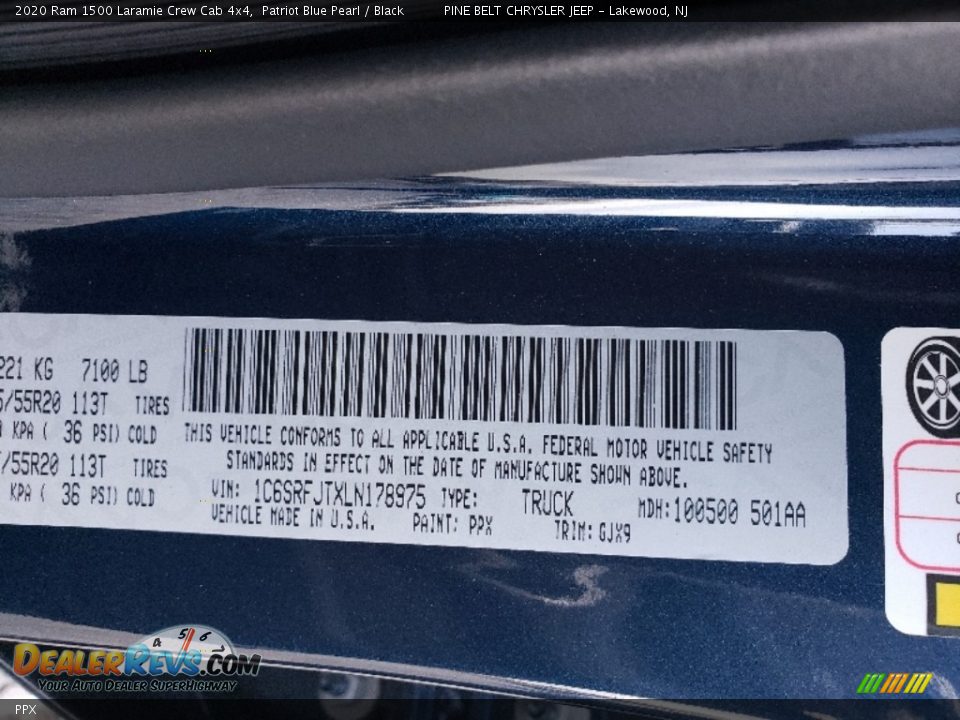 2020 Ram 1500 Laramie Crew Cab 4x4, Patriot Blue Pearl / Black PINE BELT CHRYSLER JEEP - Lakewood, NJ
221 KG 7100 LB
/55R20 113T TIRES
KPA ( 36 PSI) COLD
/55R20 113T TIRES
KPA ( 36 PSI) COLD
THIS VEHICLE CONFORMS TO ALL APPLICABLE U.S.A. FEDERAL MOTOR VEHICLE SAFETY
STANDARDS IN EFFECT ON THE DATE OF MANUFACTURE SHOWN ABOVE.
VIN: 1C6SRFJTXLN178975 TYPE: TRUCK MDH:100500 501AA
VEHICLE MADE IN U.S.A. PAINT: PPX TRIM: GJX9
4 5 6 7
DEALERREVS.COM
YOUR AUTO DEALER SUPERHIGHWAY
PPX